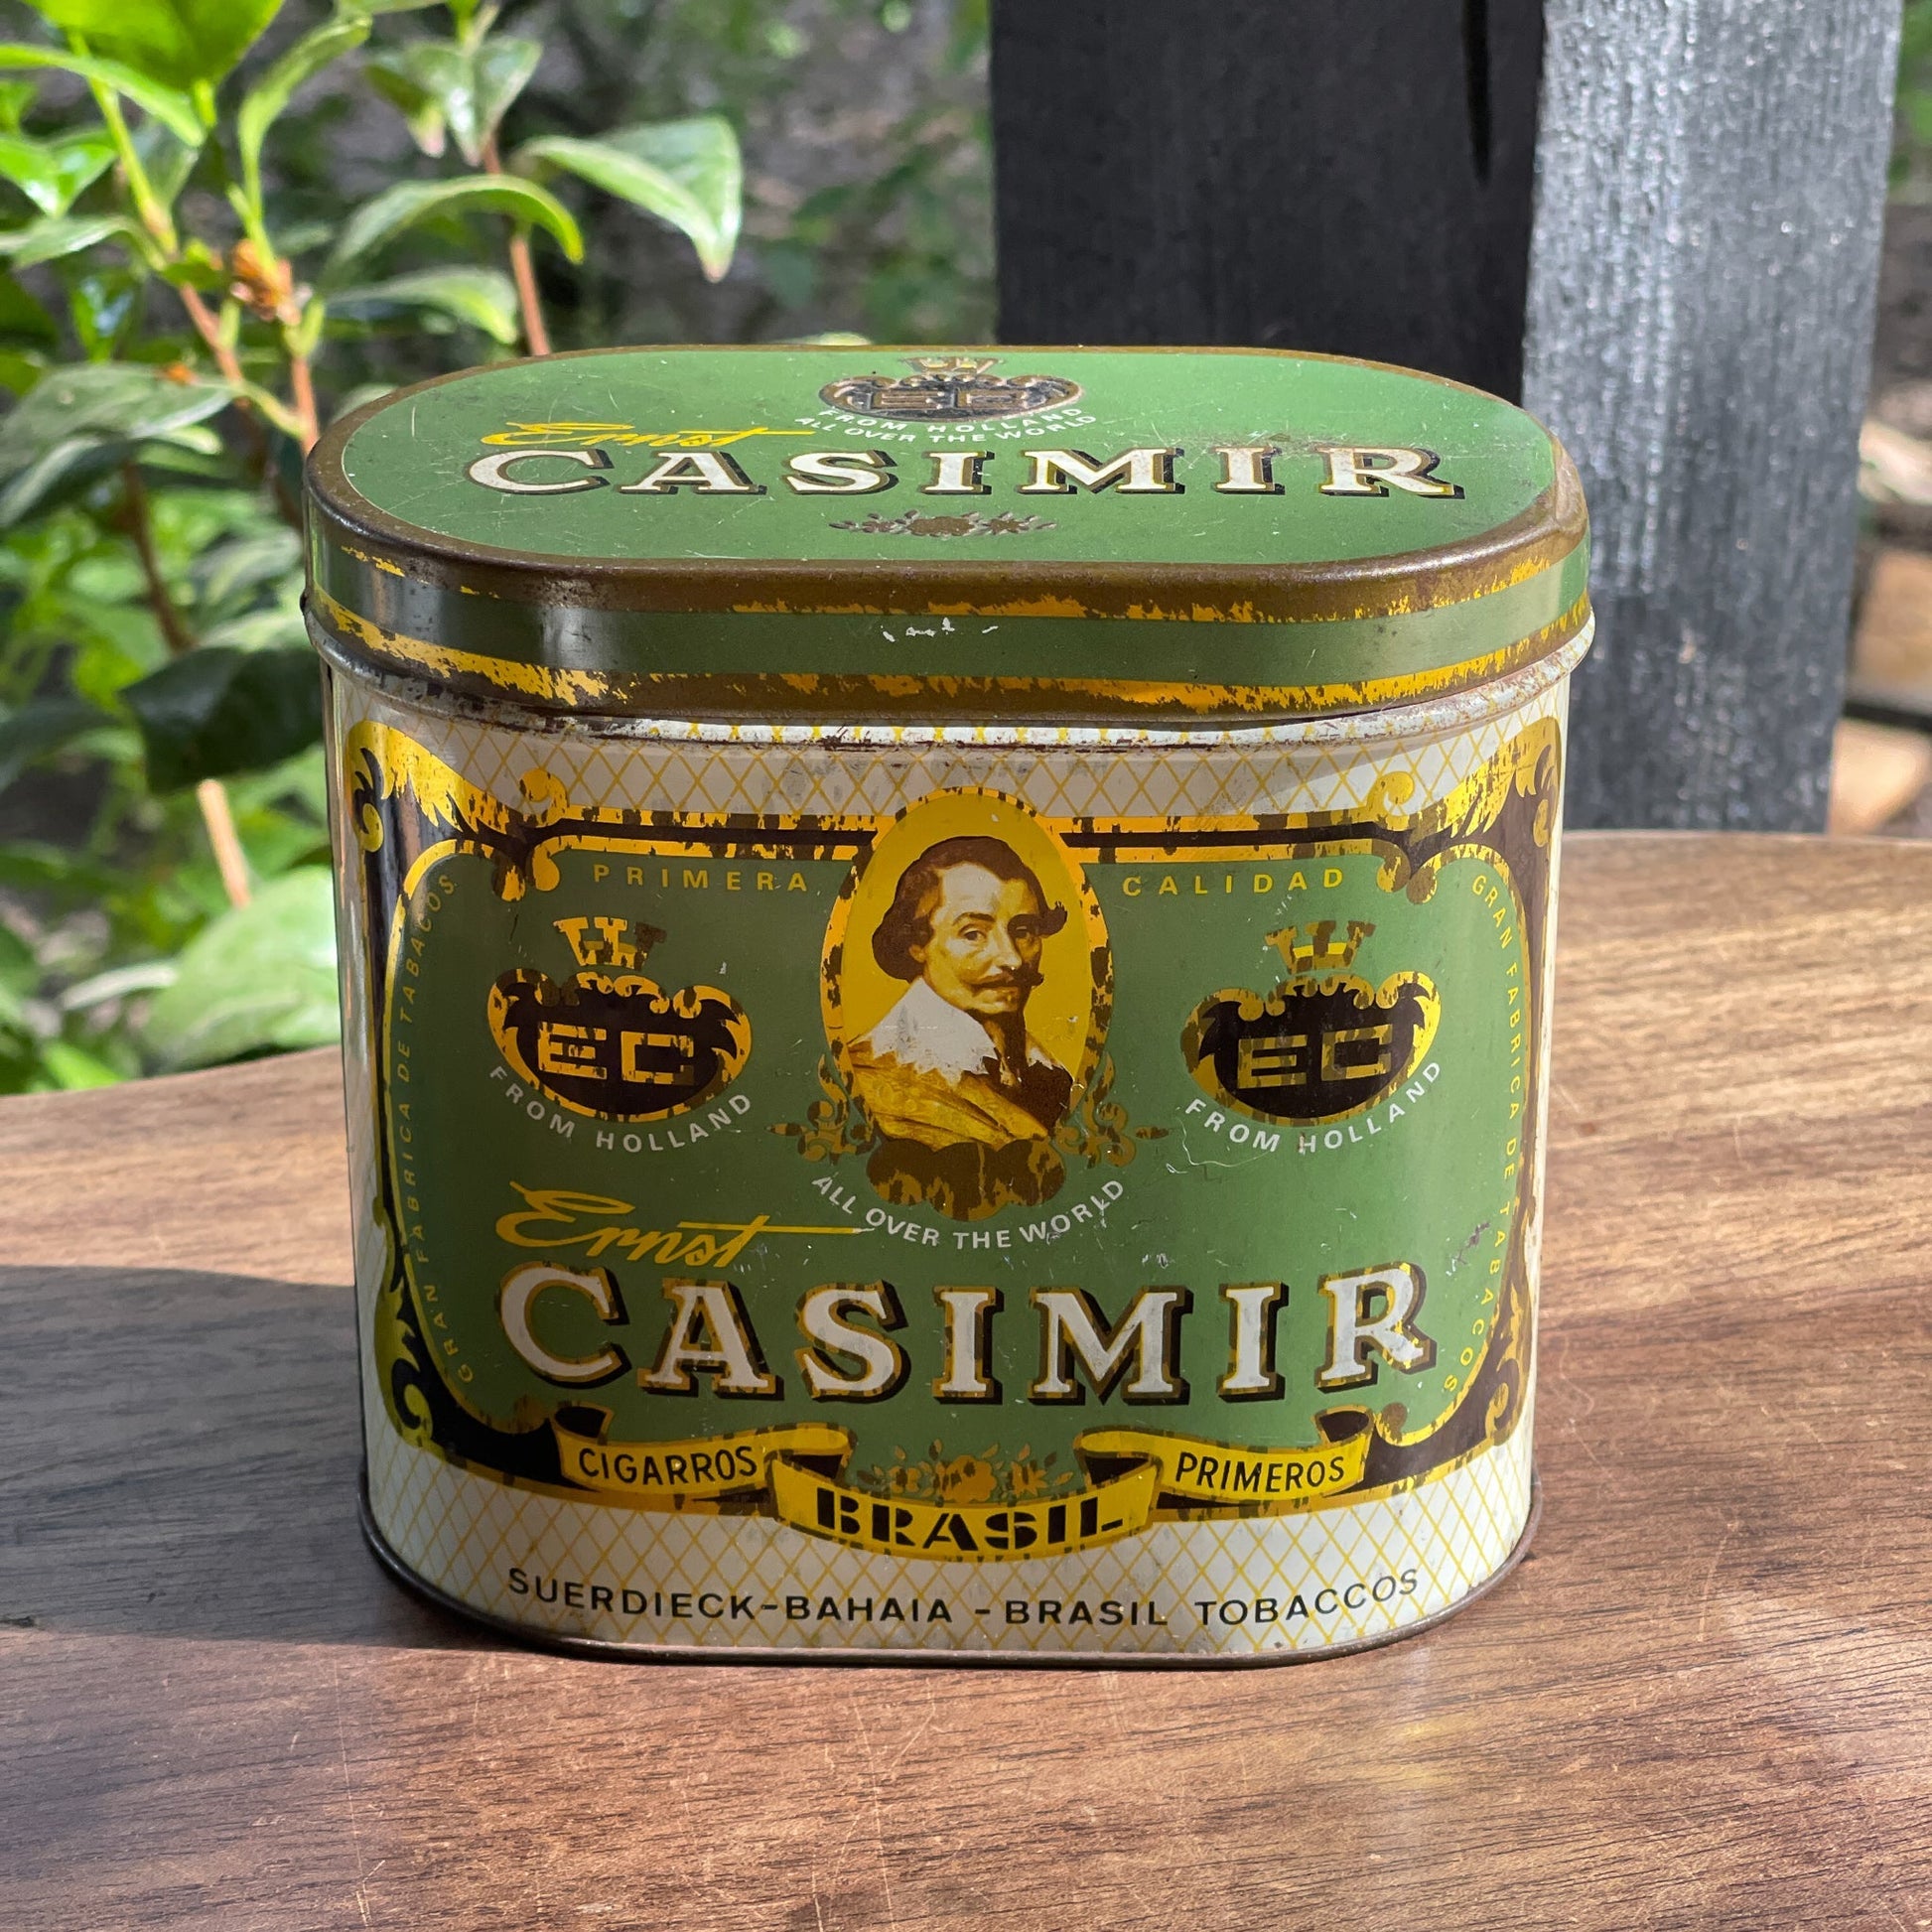 EC
FROM HOLLAND
ALL OVER THE WORLD
Ernst
CASIMIR
PRIMERA CALIDAD
GRAN FABRICA DE TABACOS
GRAN FABRICA DE TABACOS
EC
FROM HOLLAND
EC
FROM HOLLAND
ALL OVER THE WORLD
Ernst
CASIMIR
CIGARROS
PRIMEROS
BRASIL
SUERDIECK-BAHAIA - BRASIL TOBACCOS